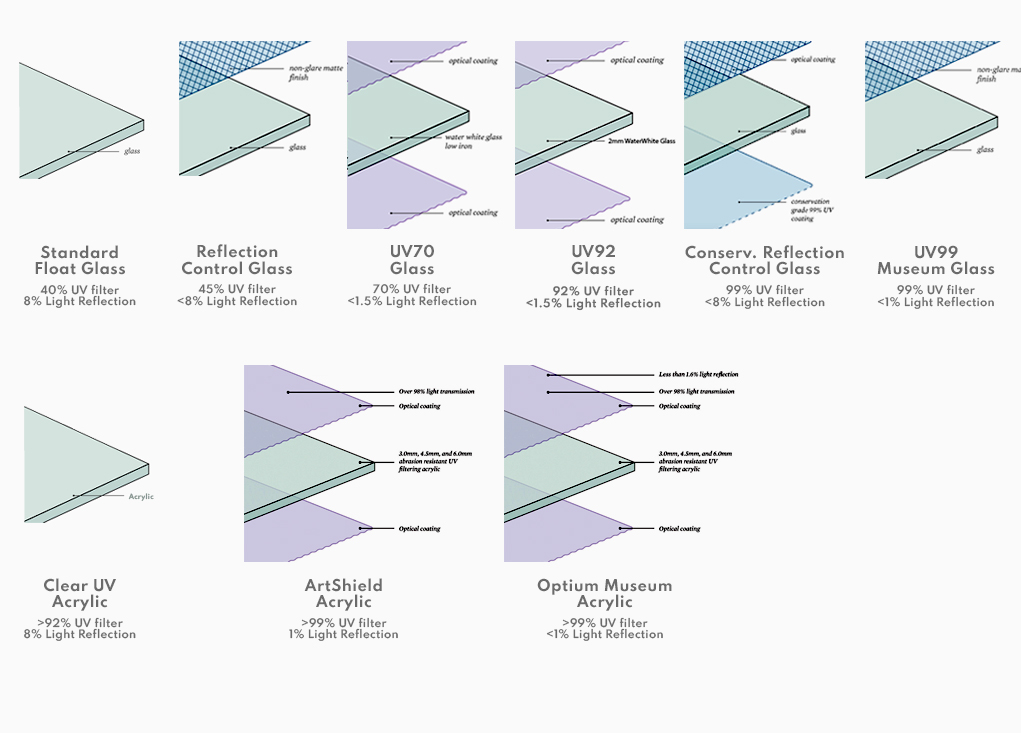 optical coating
optical coating
optical coating
non-glare matte
finish
non-glare
finish
water white glass
low iron
2mm WaterWhite Glass
glass
glass
glass
glass
conservation
grade 99% UV
coating
optical coating
optical coating
Standard
Float Glass
40% UV filter
8% Light Reflection
Reflection
Control Glass
45% UV filter
<8% Light Reflection
UV70
Glass
70% UV filter
<1.5% Light Reflection
UV92
Glass
92% UV filter
<1.5% Light Reflection
Conserv. Reflection
Control Glass
99% UV filter
<8% Light Reflection
UV99
Museum Glass
99% UV filter
<1% Light Reflection
Acrylic
Over 98% light transmission
Optical coating
3.0mm, 4.5mm, and 6.0mm
abrasion resistant UV
filtering acrylic
Optical coating
Less than 1.6% light reflection
Over 98% light transmission
Optical coating
3.0mm, 4.5mm, and 6.0mm
abrasion resistant UV
filtering acrylic
Optical coating
Clear UV
Acrylic
>92% UV filter
8% Light Reflection
ArtShield
Acrylic
>99% UV filter
1% Light Reflection
Optium Museum
Acrylic
>99% UV filter
<1% Light Reflection